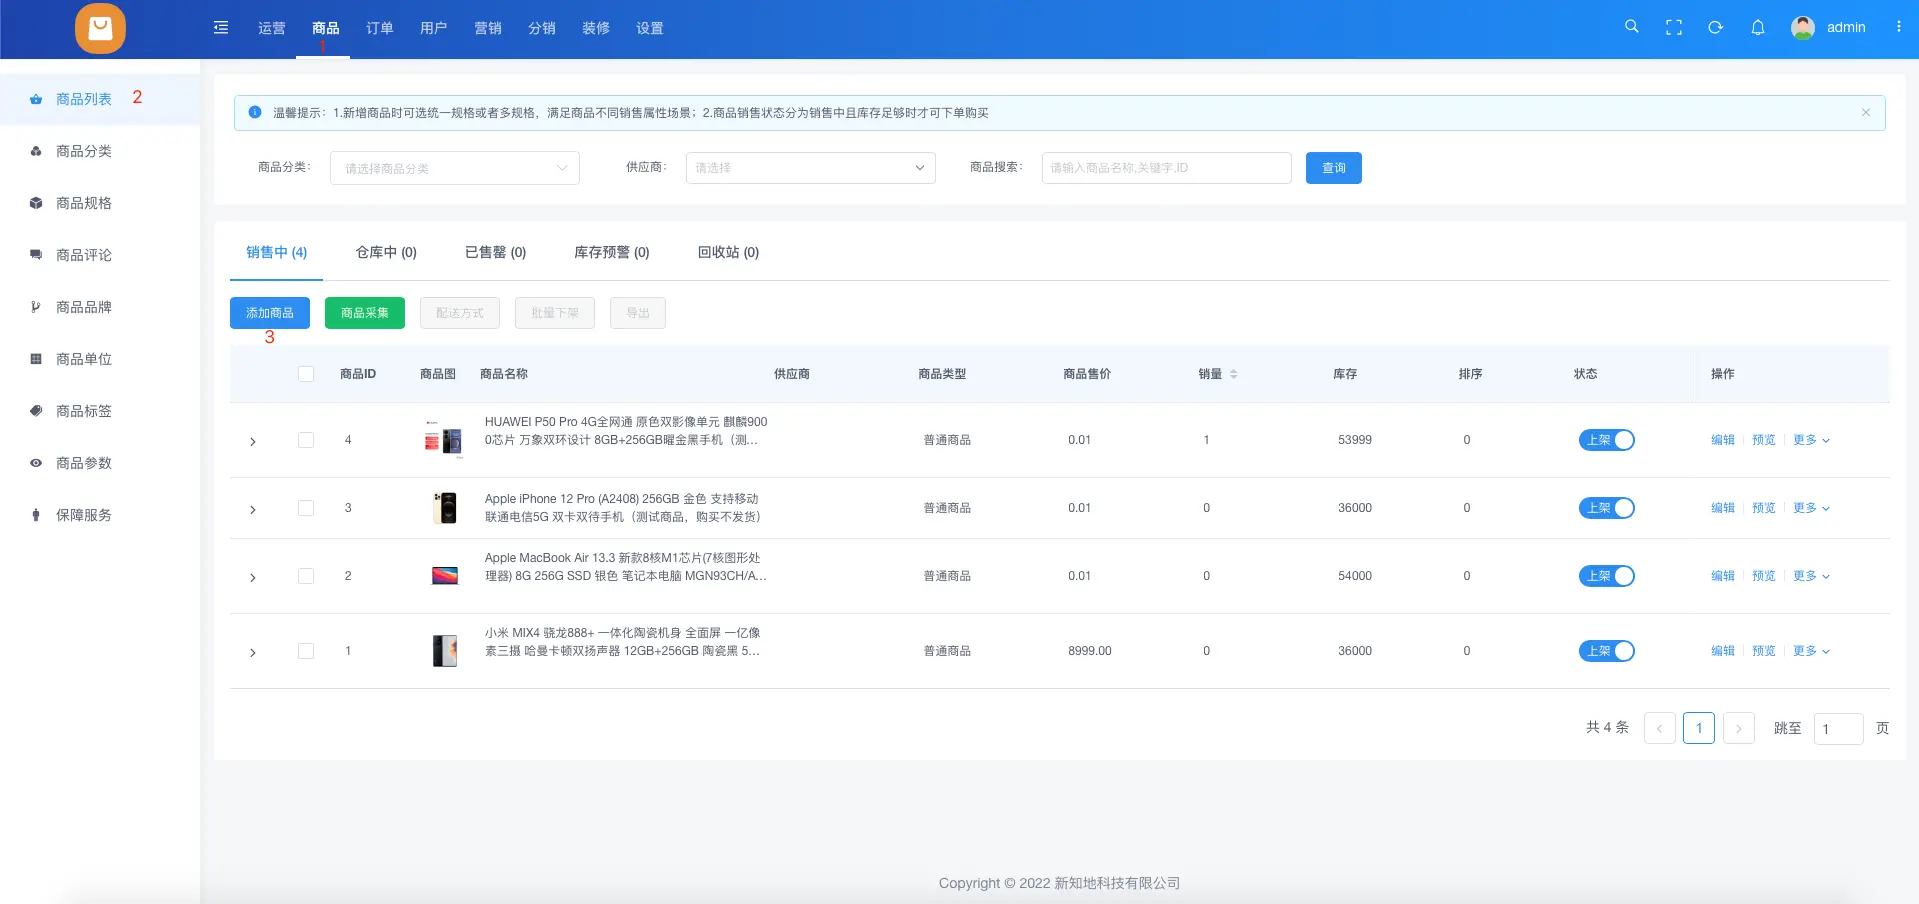 运营 商品 订单 用户 营销 分销 装修 设置 admin
1
商品列表 2
商品分类
商品规格
商品评论
商品品牌
商品单位
商品标签
商品参数
保障服务
温馨提示：1.新增商品时可选统一规格或者多规格，满足商品不同销售属性场景；2.商品销售状态分为销售中且库存足够时才可下单购买
商品分类： 请选择商品分类 供应商： 请选择 商品搜索： 请输入商品名称,关键字,ID 查询
销售中 (4) 仓库中 (0) 已售罄 (0) 库存预警 (0) 回收站 (0)
添加商品 商品采集 配送方式 批量下架 导出
3
商品ID 商品图 商品名称 供应商 商品类型 商品售价 销量 库存 排序 状态 操作
HUAWEI P50 Pro 4G全网通 原色双影像单元 麒麟900
0芯片 万象双环设计 8GB+256GB曜金黑手机（测...
4 普通商品 0.01 1 53999 0 上架 编辑 预览 更多
Apple iPhone 12 Pro (A2408) 256GB 金色 支持移动
联通电信5G 双卡双待手机（测试商品，购买不发货）
3 普通商品 0.01 0 36000 0 上架 编辑 预览 更多
Apple MacBook Air 13.3 新款8核M1芯片(7核图形处
理器) 8G 256G SSD 银色 笔记本电脑 MGN93CH/A...
2 普通商品 0.01 0 54000 0 上架 编辑 预览 更多
小米 MIX4 骁龙888+ 一体化陶瓷机身 全面屏 一亿像
素三摄 哈曼卡顿双扬声器 12GB+256GB 陶瓷黑 5...
1 普通商品 8999.00 0 36000 0 上架 编辑 预览 更多
共 4 条 1 跳至 1 页
Copyright © 2022 新知地科技有限公司